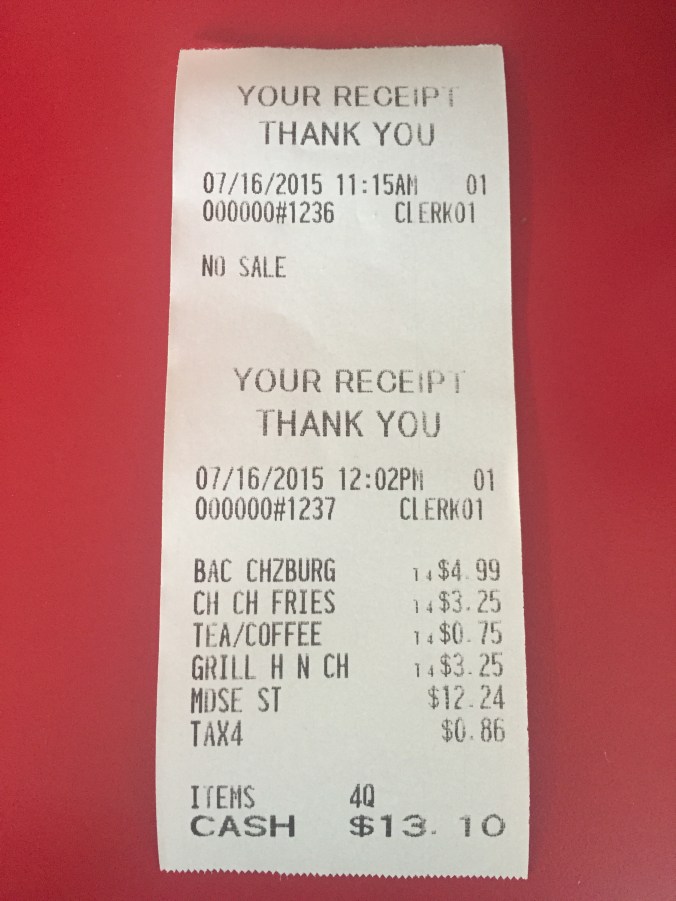 YOUR RECEIPT
THANK YOU
07/16/2015 11:15AM 01
000000#1236 CLERK01
NO SALE
YOUR RECEIPT
THANK YOU
07/16/2015 12:02PM 01
000000#1237 CLERK01
BAC CHZBURG 14 $4.99
CH CH FRIES 14 $3.25
TEA/COFFEE 14 $0.75
GRILL H N CH 14 $3.25
MDSE ST $12.24
TAX4 $0.86
ITEMS 4Q
CASH $13.10